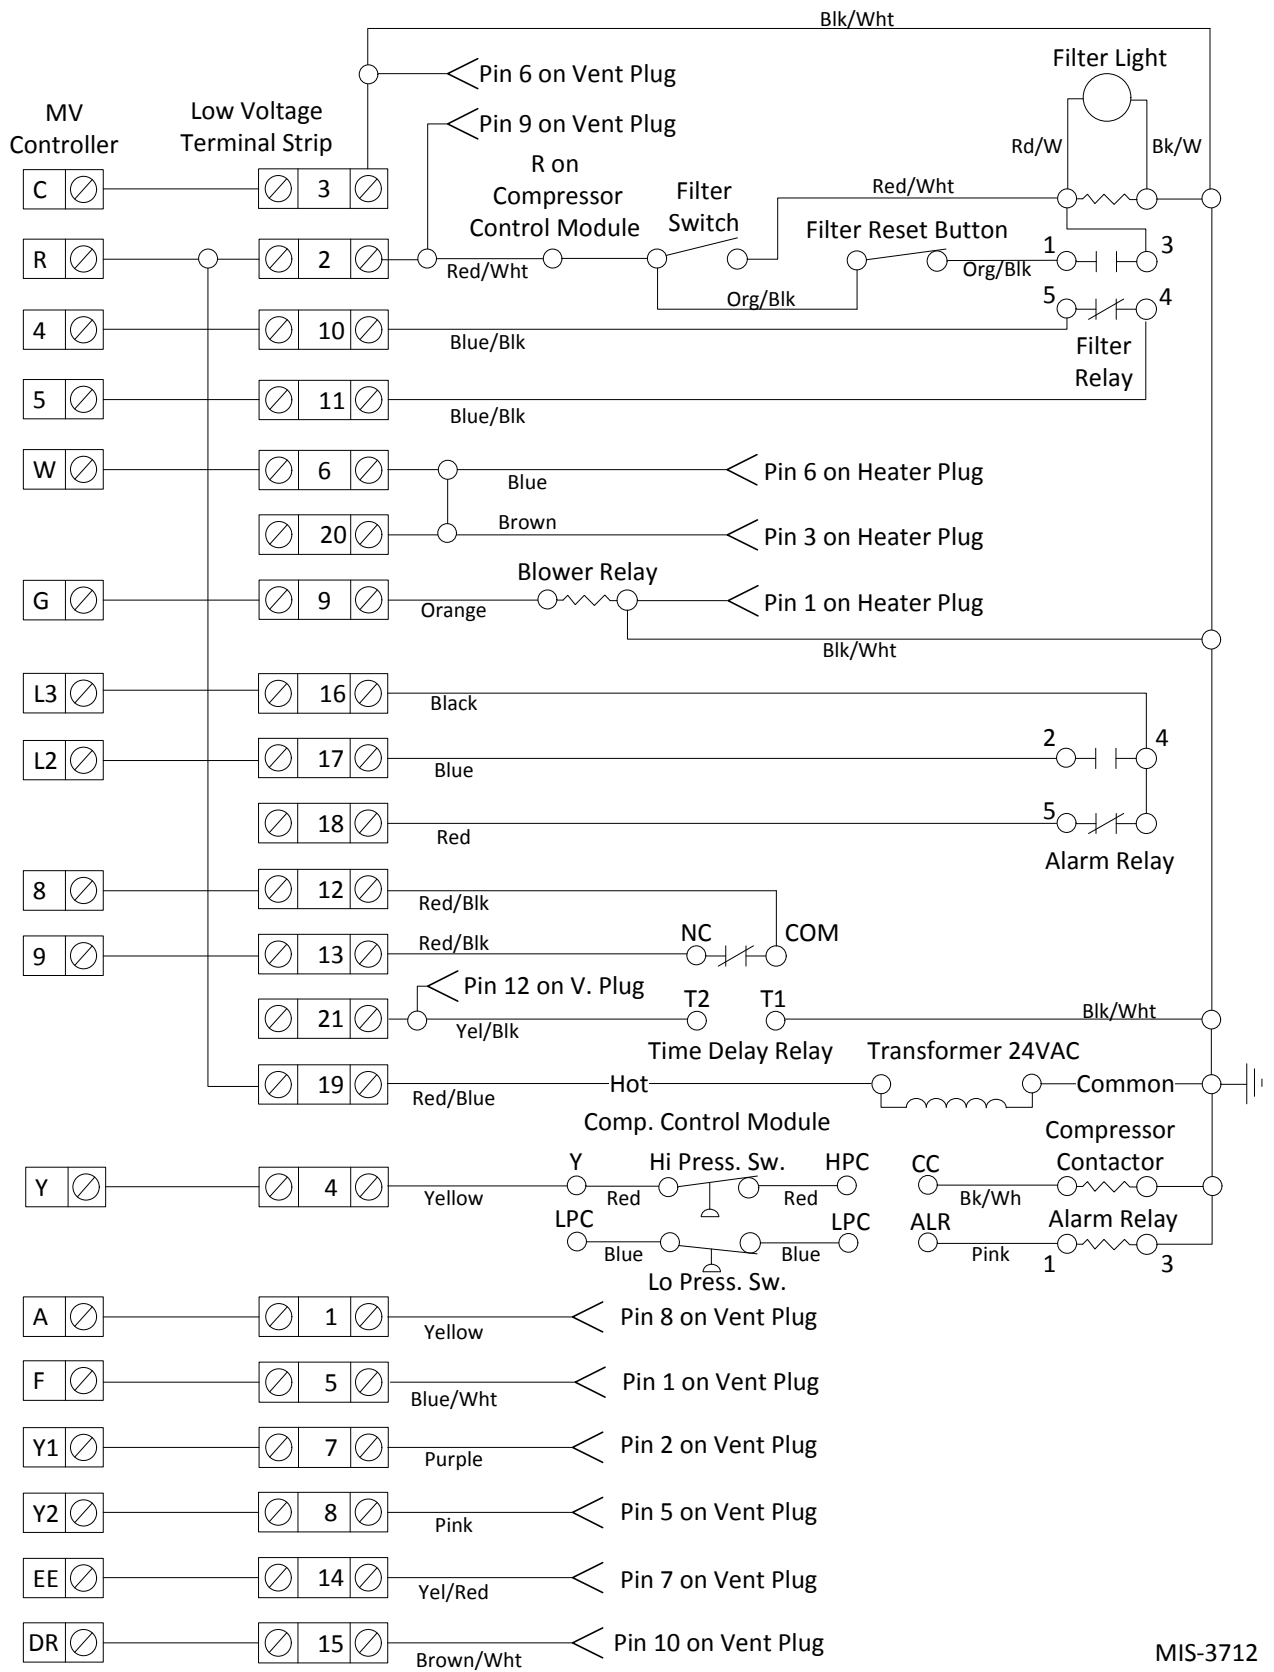 Blk/Wht
Filter Light
Pin 6 on Vent Plug
MV
Controller
Low Voltage
Terminal Strip
Pin 9 on Vent Plug
Rd/W
Bk/W
R on
Compressor
Control Module
Filter
Switch
Red/Wht
C
3
Filter Reset Button
1
3
R
2
Red/Wht
Org/Blk
Org/Blk
5
4
4
10
Blue/Blk
Filter
Relay
5
11
Blue/Blk
W
6
Blue
Pin 6 on Heater Plug
20
Brown
Pin 3 on Heater Plug
Blower Relay
G
9
Orange
Pin 1 on Heater Plug
Blk/Wht
L3
16
Black
2
4
L2
17
Blue
5
18
Red
Alarm Relay
8
12
Red/Blk
NC
COM
9
13
Red/Blk
Pin 12 on V. Plug
T2
T1
21
Yel/Blk
Blk/Wht
Time Delay Relay
Transformer 24VAC
19
Red/Blue
Hot
Common
Comp. Control Module
Compressor
Contactor
Y
Hi Press. Sw.
HPC
CC
Y
4
Yellow
Red
Red
Bk/Wh
LPC
LPC
ALR
Alarm Relay
Blue
Blue
Pink
1
3
Lo Press. Sw.
A
1
Yellow
Pin 8 on Vent Plug
F
5
Blue/Wht
Pin 1 on Vent Plug
Y1
7
Purple
Pin 2 on Vent Plug
Y2
8
Pink
Pin 5 on Vent Plug
EE
14
Yel/Red
Pin 7 on Vent Plug
DR
15
Brown/Wht
Pin 10 on Vent Plug
MIS-3712